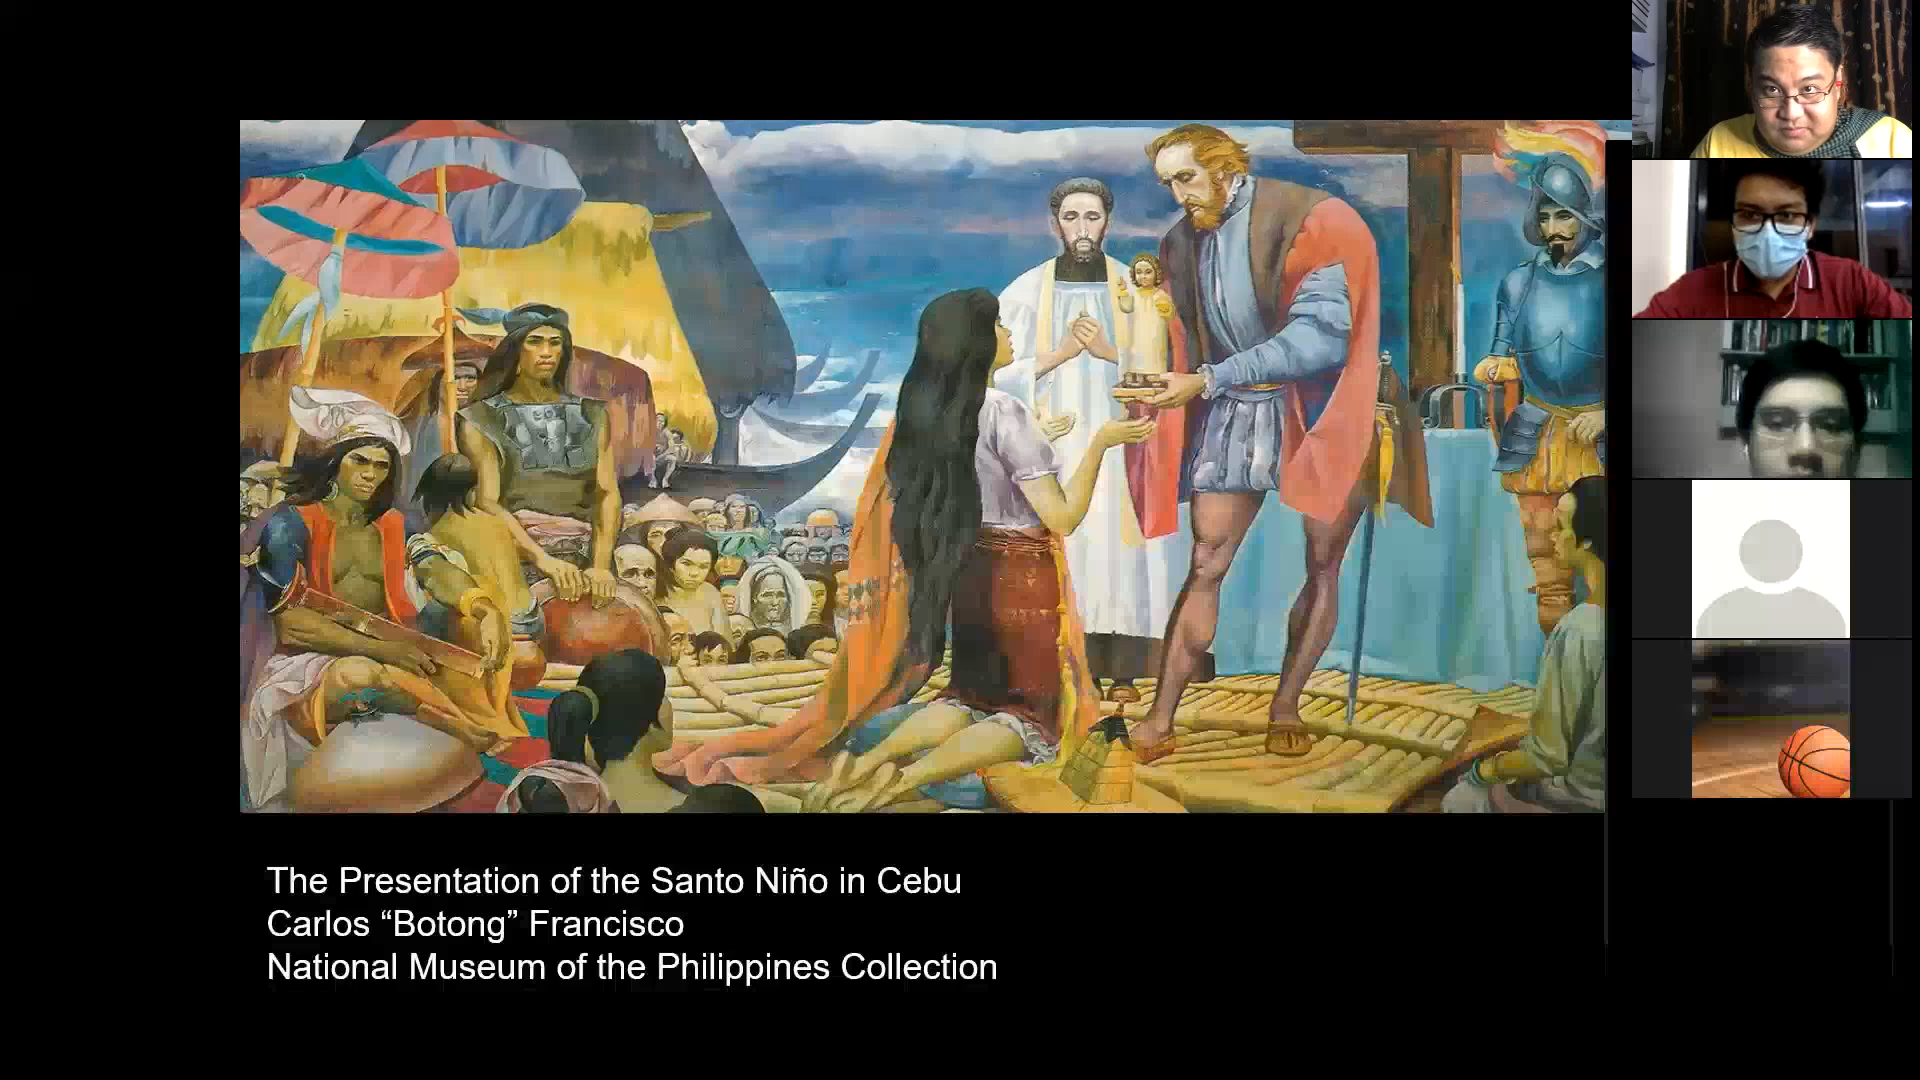 The Presentation of the Santo Niño in Cebu
Carlos “Botong” Francisco
National Museum of the Philippines Collection